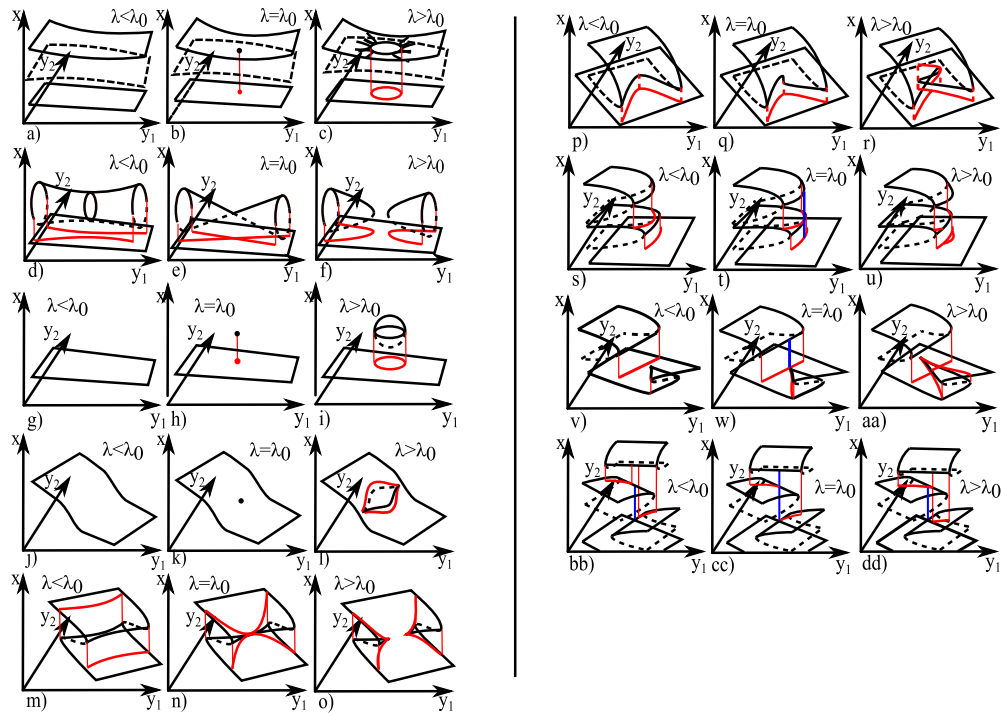 x λ<λ₀ y₂ a) y₁
x λ=λ₀ b) y₁
x λ>λ₀ c) y₁
x λ<λ₀ y₂ d) y₁
x λ=λ₀ y₂ e) y₁
x λ>λ₀ y₂ f) y₁
x λ<λ₀ y₂ g) y₁
x λ=λ₀ y₂ h) y₁
x λ>λ₀ y₂ i) y₁
x λ<λ₀ y₂ j) y₁
x λ=λ₀ y₂ k) y₁
x λ>λ₀ y₂ l) y₁
x λ<λ₀ y₂ m) y₁
x λ=λ₀ y₂ n) y₁
x λ>λ₀ y₂ o) y₁
x λ<λ₀ y₂ p) y₁
x λ=λ₀ y₂ q) y₁
x λ>λ₀ y₂ r) y₁
x λ<λ₀ y₂ s) y₁
x λ=λ₀ y₂ t) y₁
x λ>λ₀ y₂ u) y₁
x λ<λ₀ y₂ v) y₁
x λ=λ₀ y₂ w) y₁
x λ>λ₀ y₂ aa) y₁
x y₂ λ<λ₀ bb) y₁
x y₂ λ=λ₀ cc) y₁
x y₂ λ>λ₀ dd) y₁